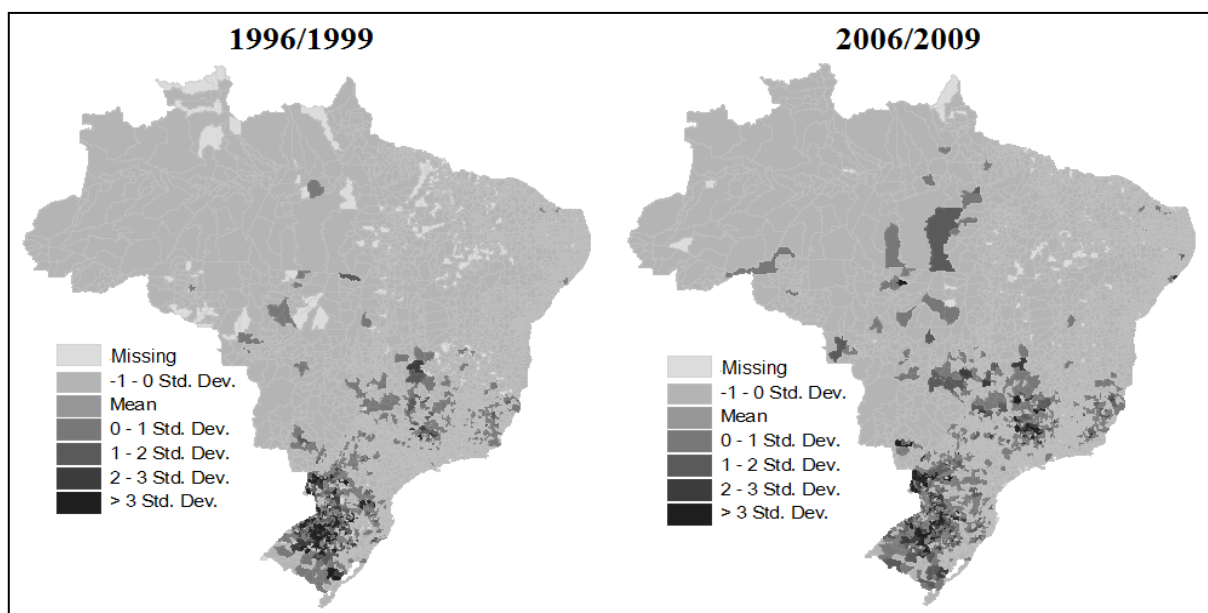 1996/1999
Missing
-1 - 0 Std. Dev.
Mean
0 - 1 Std. Dev.
1 - 2 Std. Dev.
2 - 3 Std. Dev.
> 3 Std. Dev.
2006/2009
Missing
-1 - 0 Std. Dev.
Mean
0 - 1 Std. Dev.
1 - 2 Std. Dev.
2 - 3 Std. Dev.
> 3 Std. Dev.